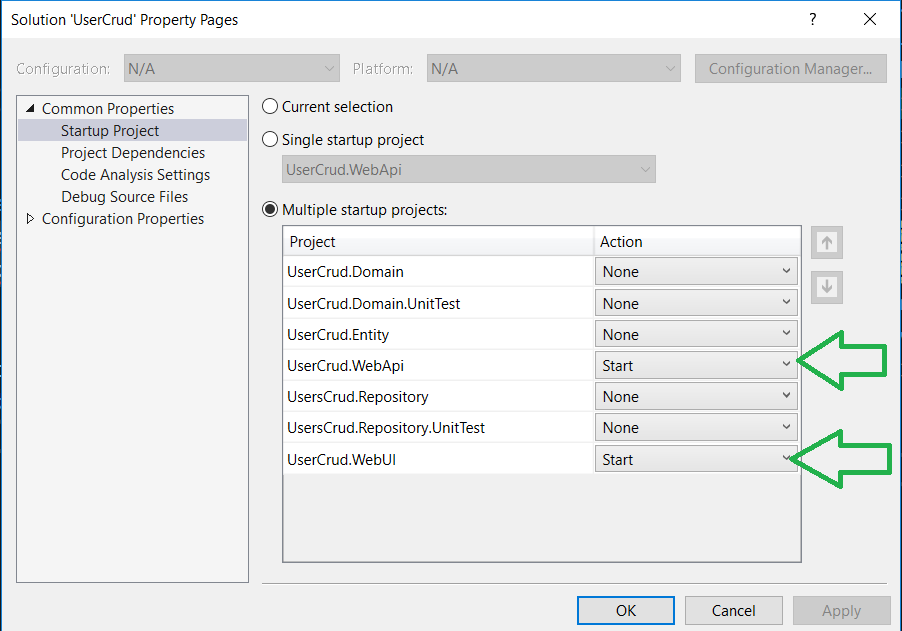 Solution 'UserCrud' Property Pages
?
Configuration: N/A Platform: N/A Configuration Manager...
Common Properties
Startup Project
Project Dependencies
Code Analysis Settings
Debug Source Files
Configuration Properties
Current selection
Single startup project
UserCrud.WebApi
Multiple startup projects:
Project Action
UserCrud.Domain None
UserCrud.Domain.UnitTest None
UserCrud.Entity None
UserCrud.WebApi Start
UsersCrud.Repository None
UsersCrud.Repository.UnitTest None
UserCrud.WebUI Start
OK Cancel Apply